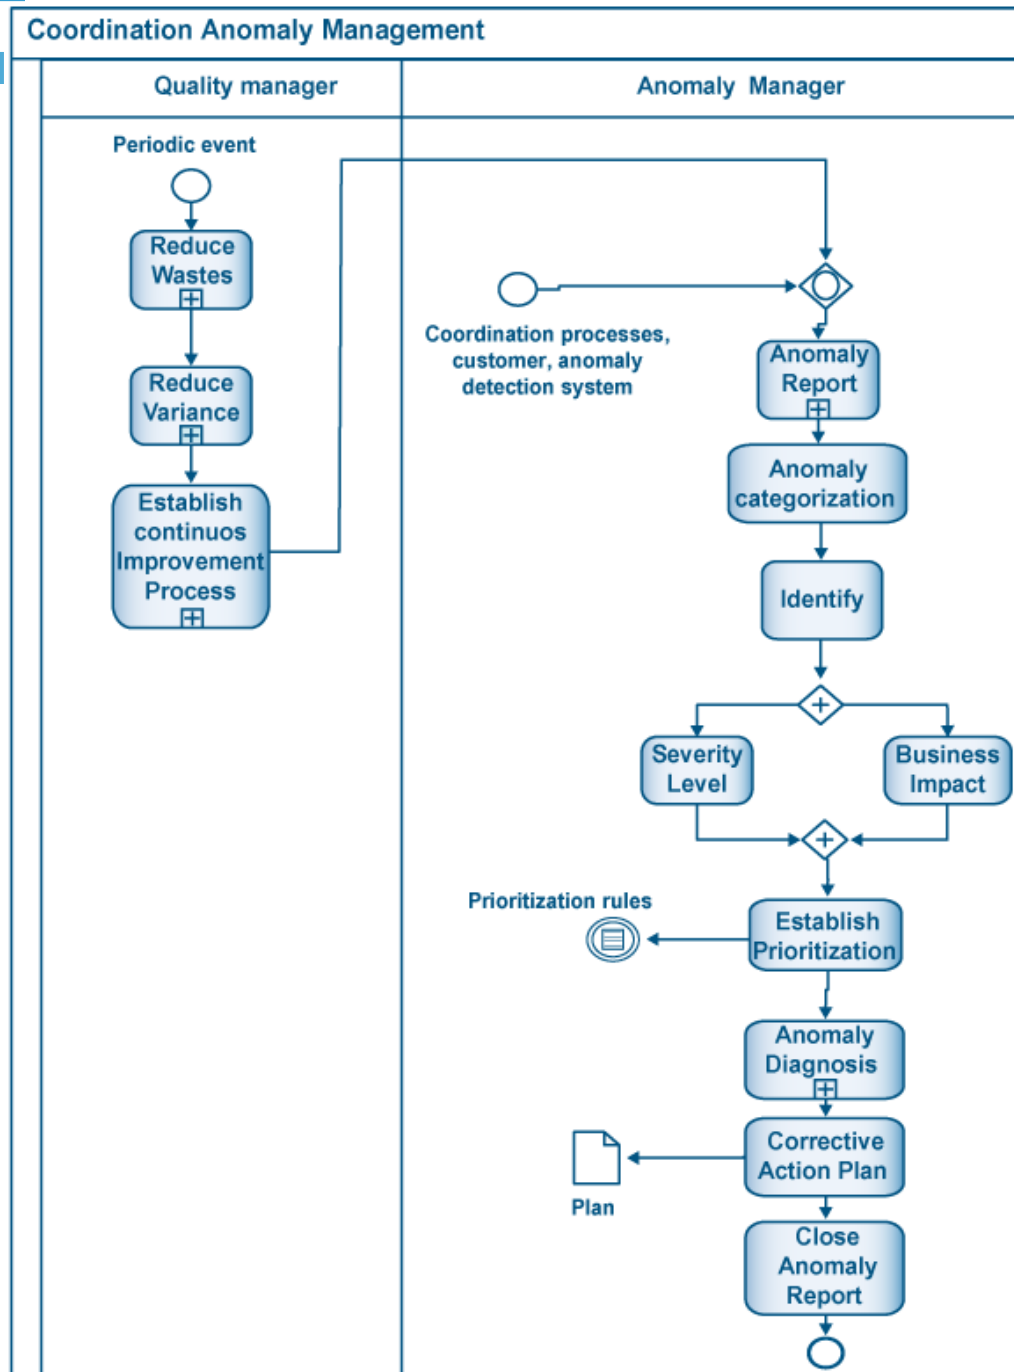 Coordination Anomaly Management
Quality manager
Anomaly Manager
Periodic event
Reduce
Wastes
Reduce
Variance
Establish
continuos
Improvement
Process
Coordination processes,
customer, anomaly
detection system
Anomaly
Report
Anomaly
categorization
Identify
Severity
Level
Business
Impact
Prioritization rules
Establish
Prioritization
Anomaly
Diagnosis
Corrective
Action Plan
Plan
Close
Anomaly
Report